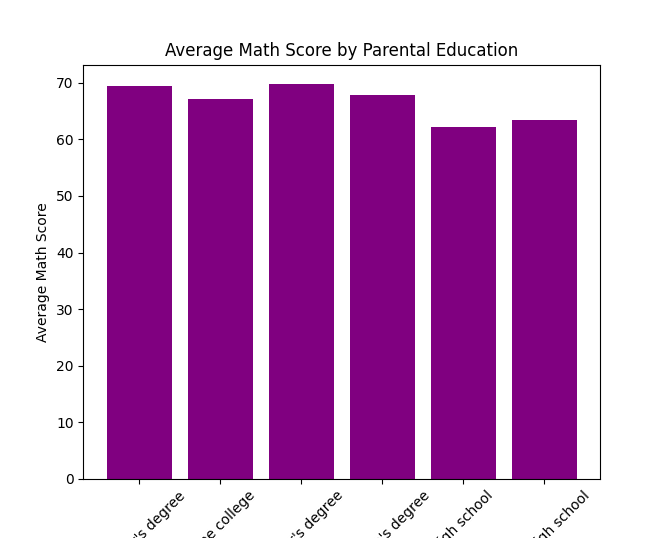 Average Math Score by Parental Education
Average Math Score
70
60
50
40
30
20
10
0
's degree
e college
's degree
's degree
igh school
gh school